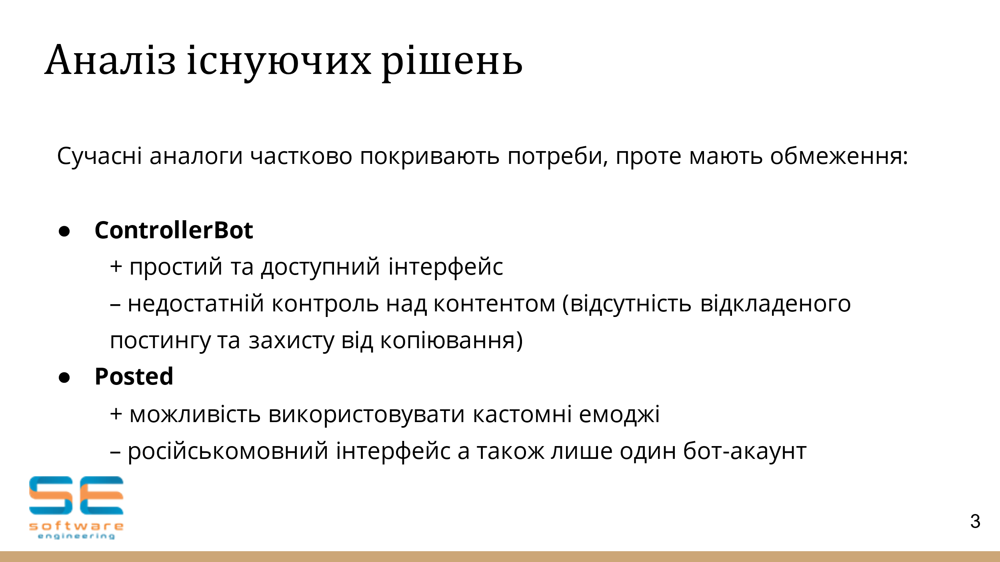 Аналіз існуючих рішень
Сучасні аналоги частково покривають потреби, проте мають обмеження:
● ControllerBot
+ простий та доступний інтерфейс
– недостатній контроль над контентом (відсутність відкладеного
постингу та захисту від копіювання)
● Posted
+ можливість використовувати кастомні емоджі
– російськомовний інтерфейс а також лише один бот-акаунт
SE
software
engineering
3